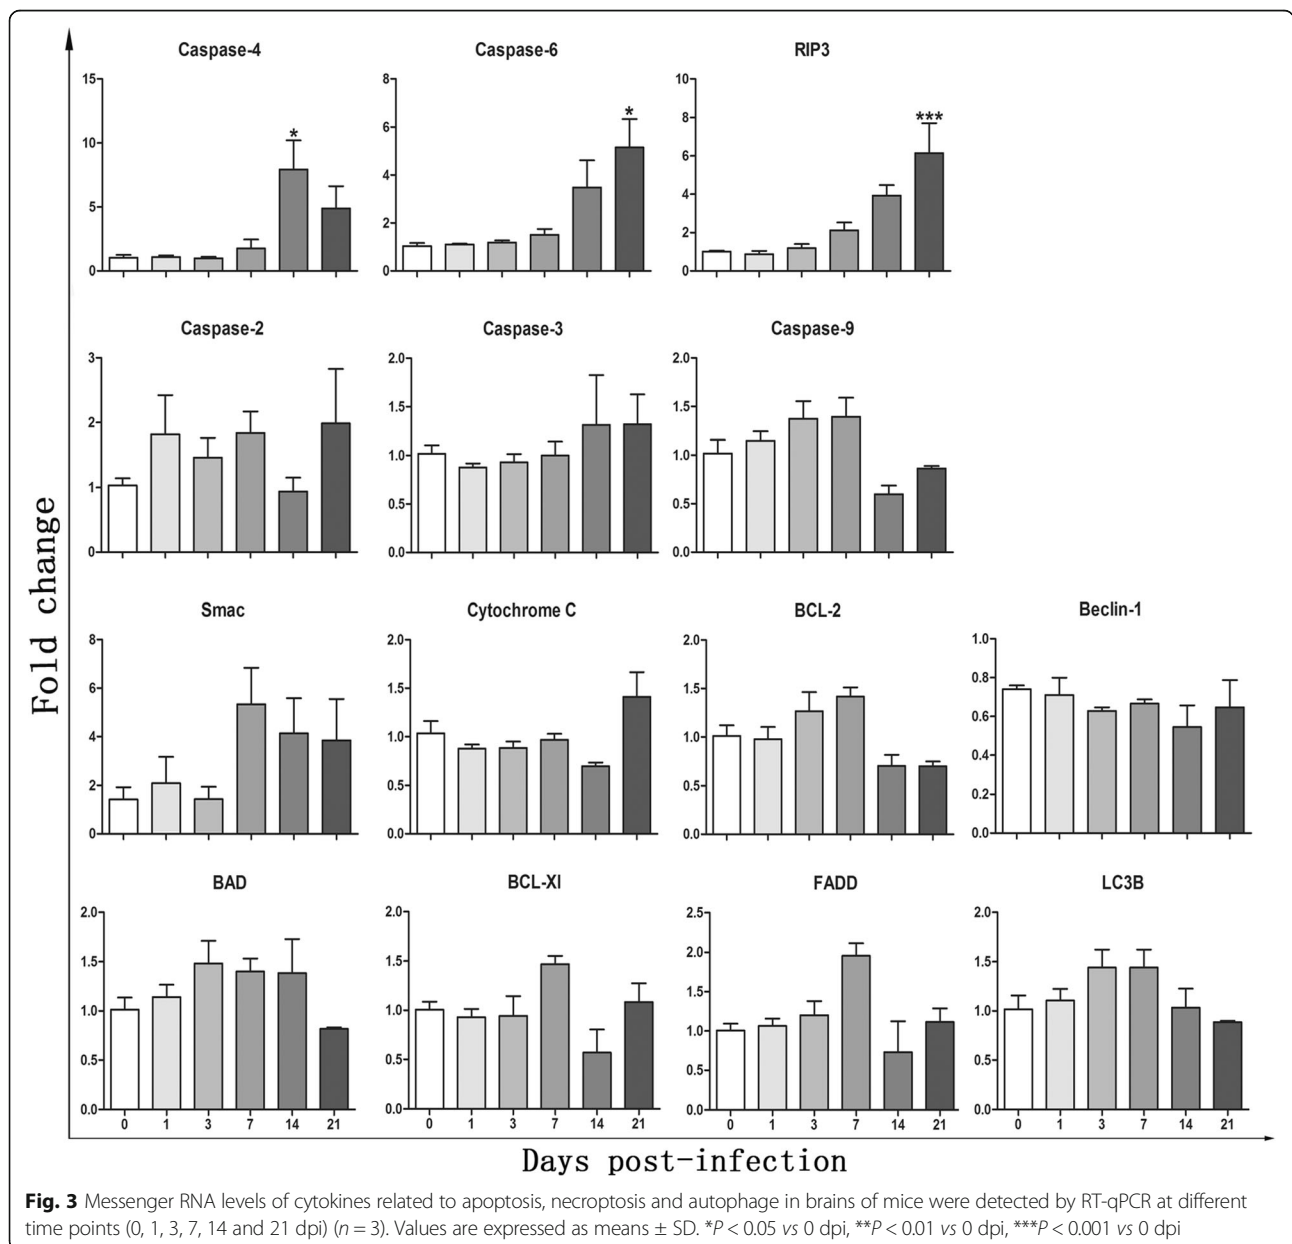 Caspase-4 Caspase-6 RIP3
15 10 5 0 *
8 6 4 2 0 *
10 8 6 4 2 0 ***
Caspase-2 Caspase-3 Caspase-9
3 2 1 0
2.0 1.5 1.0 0.5 0.0
2.0 1.5 1.0 0.5 0.0
Fold change
Smac Cytochrome C BCL-2 Beclin-1
8 6 4 2 0
2.0 1.5 1.0 0.5 0.0
2.0 1.5 1.0 0.5 0.0
1.0 0.8 0.6 0.4 0.2 0.0
BAD BCL-XI FADD LC3B
2.0 1.5 1.0 0.5 0.0
2.0 1.5 1.0 0.5 0.0
2.5 2.0 1.5 1.0 0.5 0.0
2.0 1.5 1.0 0.5 0.0
0 1 3 7 14 21 0 1 3 7 14 21 0 1 3 7 14 21 0 1 3 7 14 21
Days post-infection
Fig. 3 Messenger RNA levels of cytokines related to apoptosis, necroptosis and autophage in brains of mice were detected by RT-qPCR at different
time points (0, 1, 3, 7, 14 and 21 dpi) (n = 3). Values are expressed as means ± SD. *P < 0.05 vs 0 dpi, **P < 0.01 vs 0 dpi, ***P < 0.001 vs 0 dpi